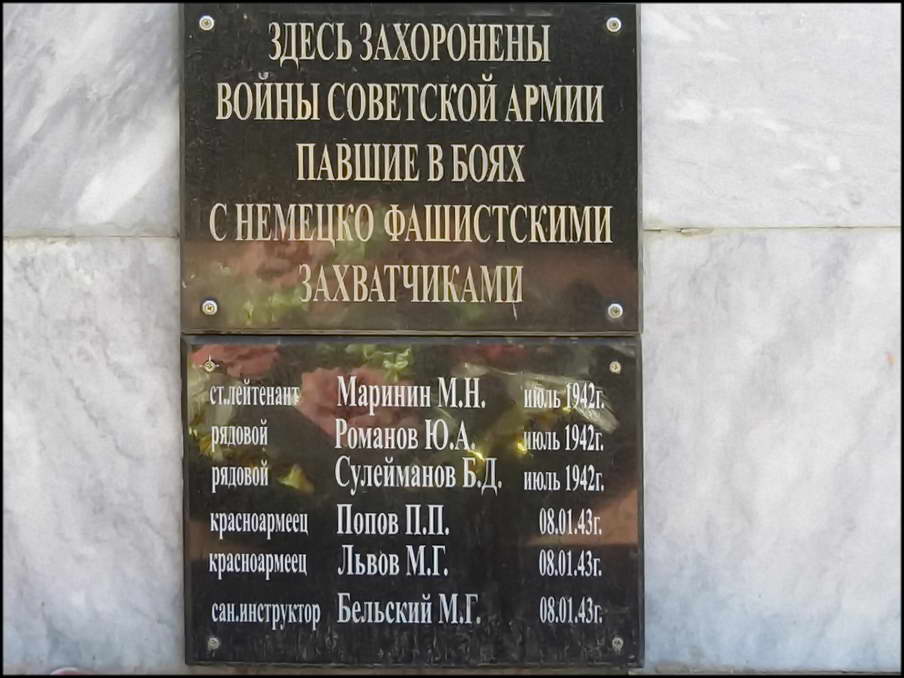 ЗДЕСЬ ЗАХОРОНЕНЫ
ВОЙНЫ СОВЕТСКОЙ АРМИИ
ПАВШИЕ В БОЯХ
С НЕМЕЦКО ФАШИСТСКИМИ
ЗАХВАТЧИКАМИ
ст.лейтенант Маринин М.Н. июль 1942г.
рядовой Романов Ю.А. июль 1942г.
рядовой Сулейманов Б.Д. июль 1942г.
красноармеец Попов П.П. 08.01.43г.
красноармеец Львов М.Г. 08.01.43г.
сан.инструктор Бельский М.Г. 08.01.43г.